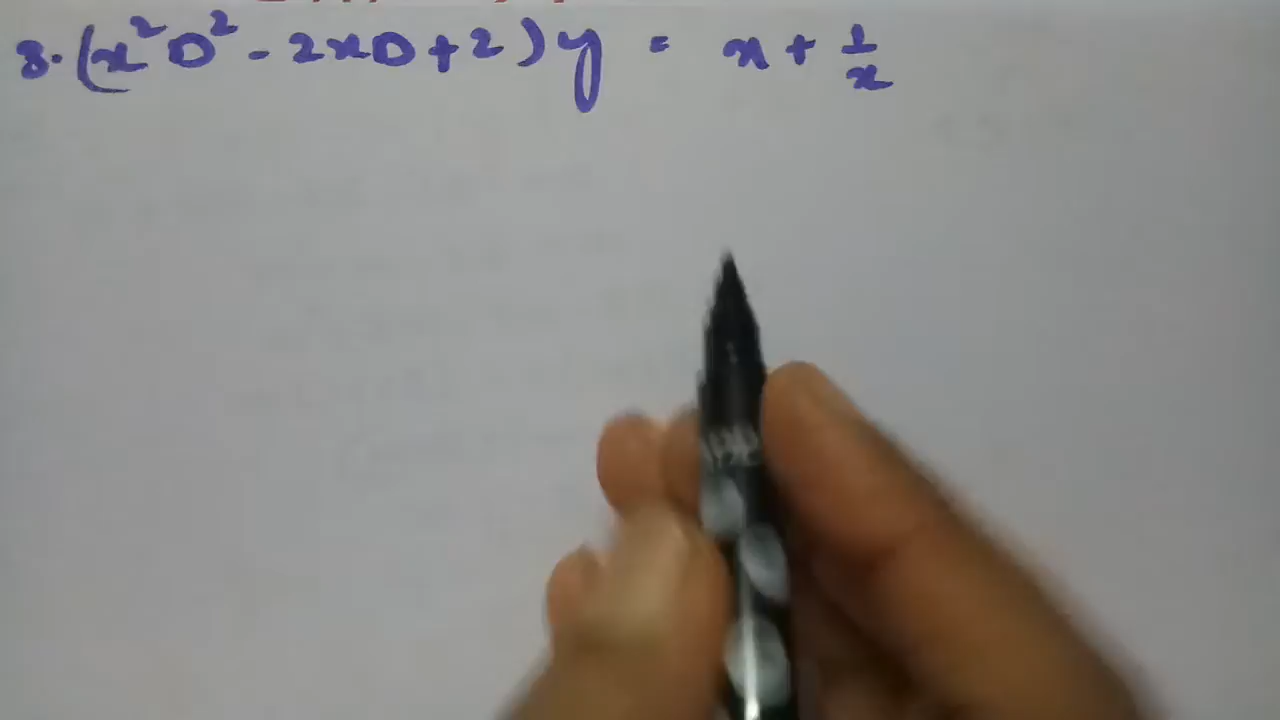 8. (x²D² - 2xD + 2) y = x + 1/x